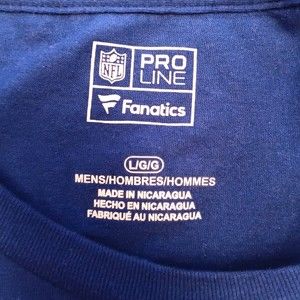 NFL
PRO
LINE
Fanatics
L/G/G
MENS/HOMBRES/HOMMES
MADE IN NICARAGUA
HECHO EN NICARAGUA
FABRIQUÉ AU NICARAGUA